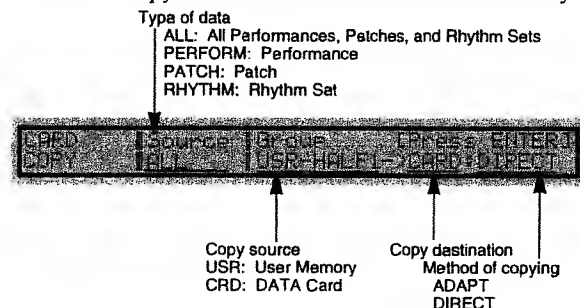 Type of data
ALL: All Performances, Patches, and Rhythm Sets
PERFORM: Performance
PATCH: Patch
RHYTHM: Rhythm Set
CARD Source Group [Press ENTER]
COPY ALL USR-HALF1->CARD:DIRECT
Copy source
USR: User Memory
CRD: DATA Card
Copy destination
Method of copying
ADAPT
DIRECT